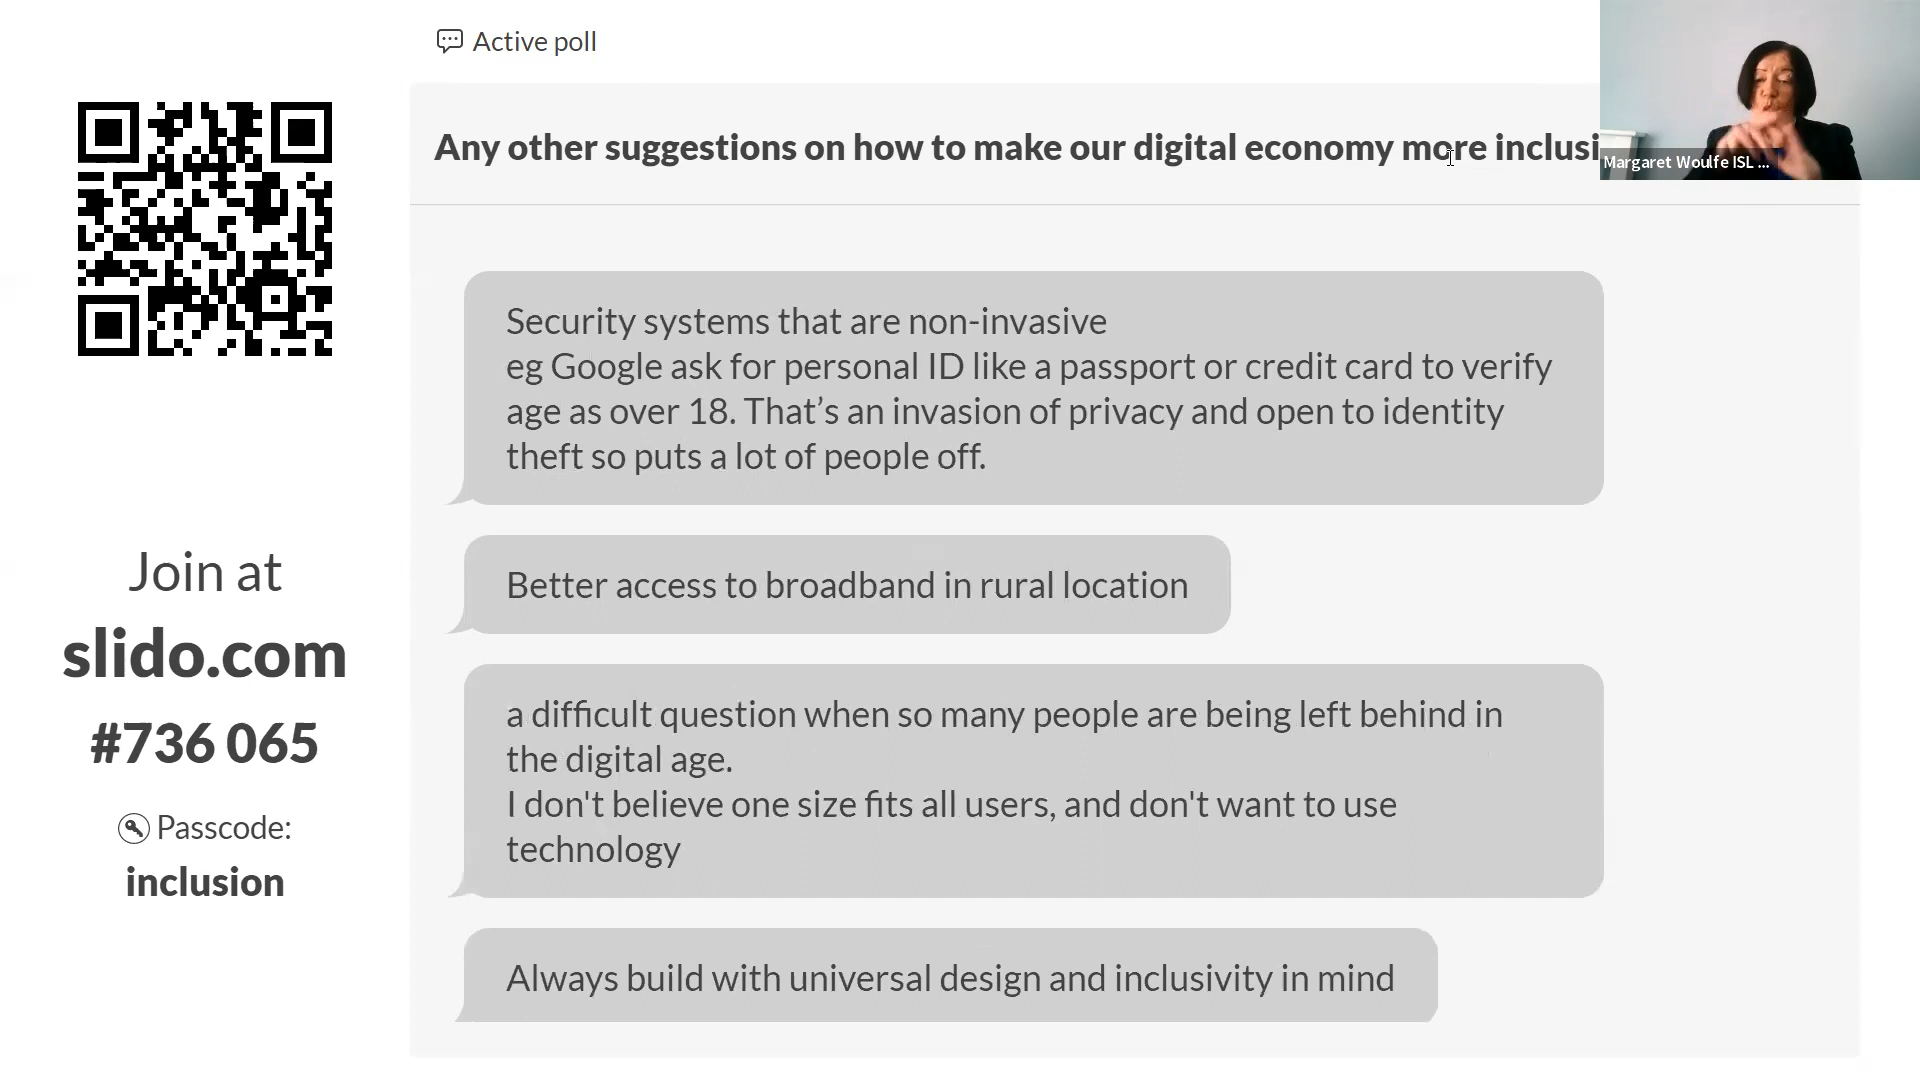 Active poll
Any other suggestions on how to make our digital economy more inclusi
Margaret Woulfe ISL ...
Security systems that are non-invasive
eg Google ask for personal ID like a passport or credit card to verify
age as over 18. That’s an invasion of privacy and open to identity
theft so puts a lot of people off.
Better access to broadband in rural location
a difficult question when so many people are being left behind in
the digital age.
I don't believe one size fits all users, and don't want to use
technology
Always build with universal design and inclusivity in mind
Join at
slido.com
#736 065
Passcode:
inclusion